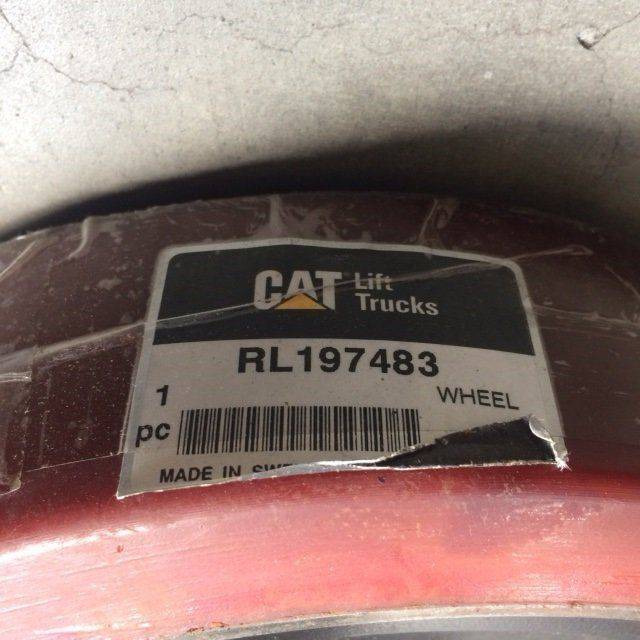 CAT Lift
Trucks
RL197483
1 WHEEL
pc
MADE IN